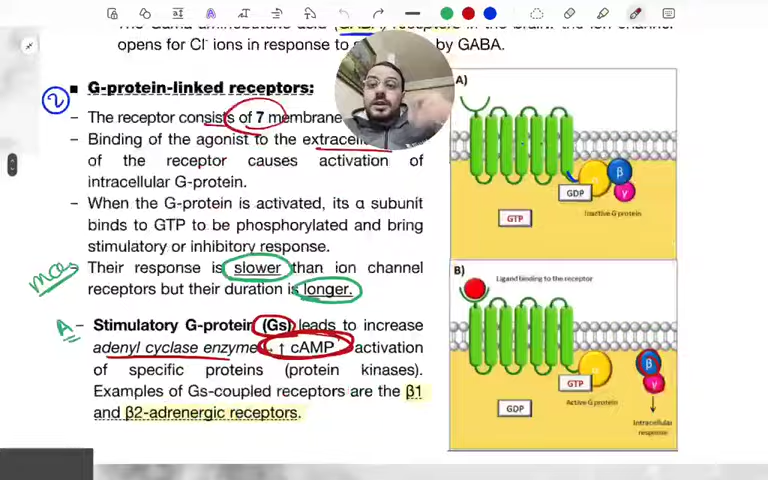 The Gama aminobutyric acid (GABA) receptors in the brain: the ion channel
opens for Cl⁻ ions in response to by GABA.
2
■ G-protein-linked receptors:
– The receptor consists of 7 membrane
– Binding of the agonist to the
of the receptor causes activation of
intracellular G-protein.
– When the G-protein is activated, its α subunit
binds to GTP to be phosphorylated and bring
stimulatory or inhibitory response.
mcq
– Their response is slower than ion channel
receptors but their duration is longer.
A
– Stimulatory G-protein (Gs) leads to increase
adenyl cyclase enzyme ↑ cAMP activation
of specific proteins (protein kinases).
Examples of Gs-coupled receptors are the β1
and β2-adrenergic receptors.
A)
α
β
γ
GDP
GTP
Inactive G protein
B)
Ligand binding to the receptor
α
β
γ
GTP
Active G protein
GDP
Intracellular
response